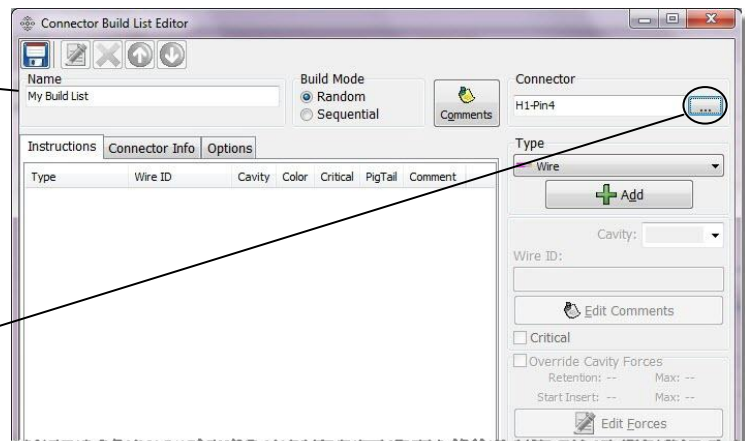 Connector Build List Editor
Name
My Build List
Build Mode
Random
Sequential
Comments
Connector
H1-Pin4
...
Instructions
Connector Info
Options
Type
Wire ID
Cavity
Color
Critical
PigTail
Comment
Type
Wire
Add
Cavity:
Wire ID:
Edit Comments
Critical
Override Cavity Forces
Retention: -- Max: --
Start Insert: -- Max: --
Edit Forces